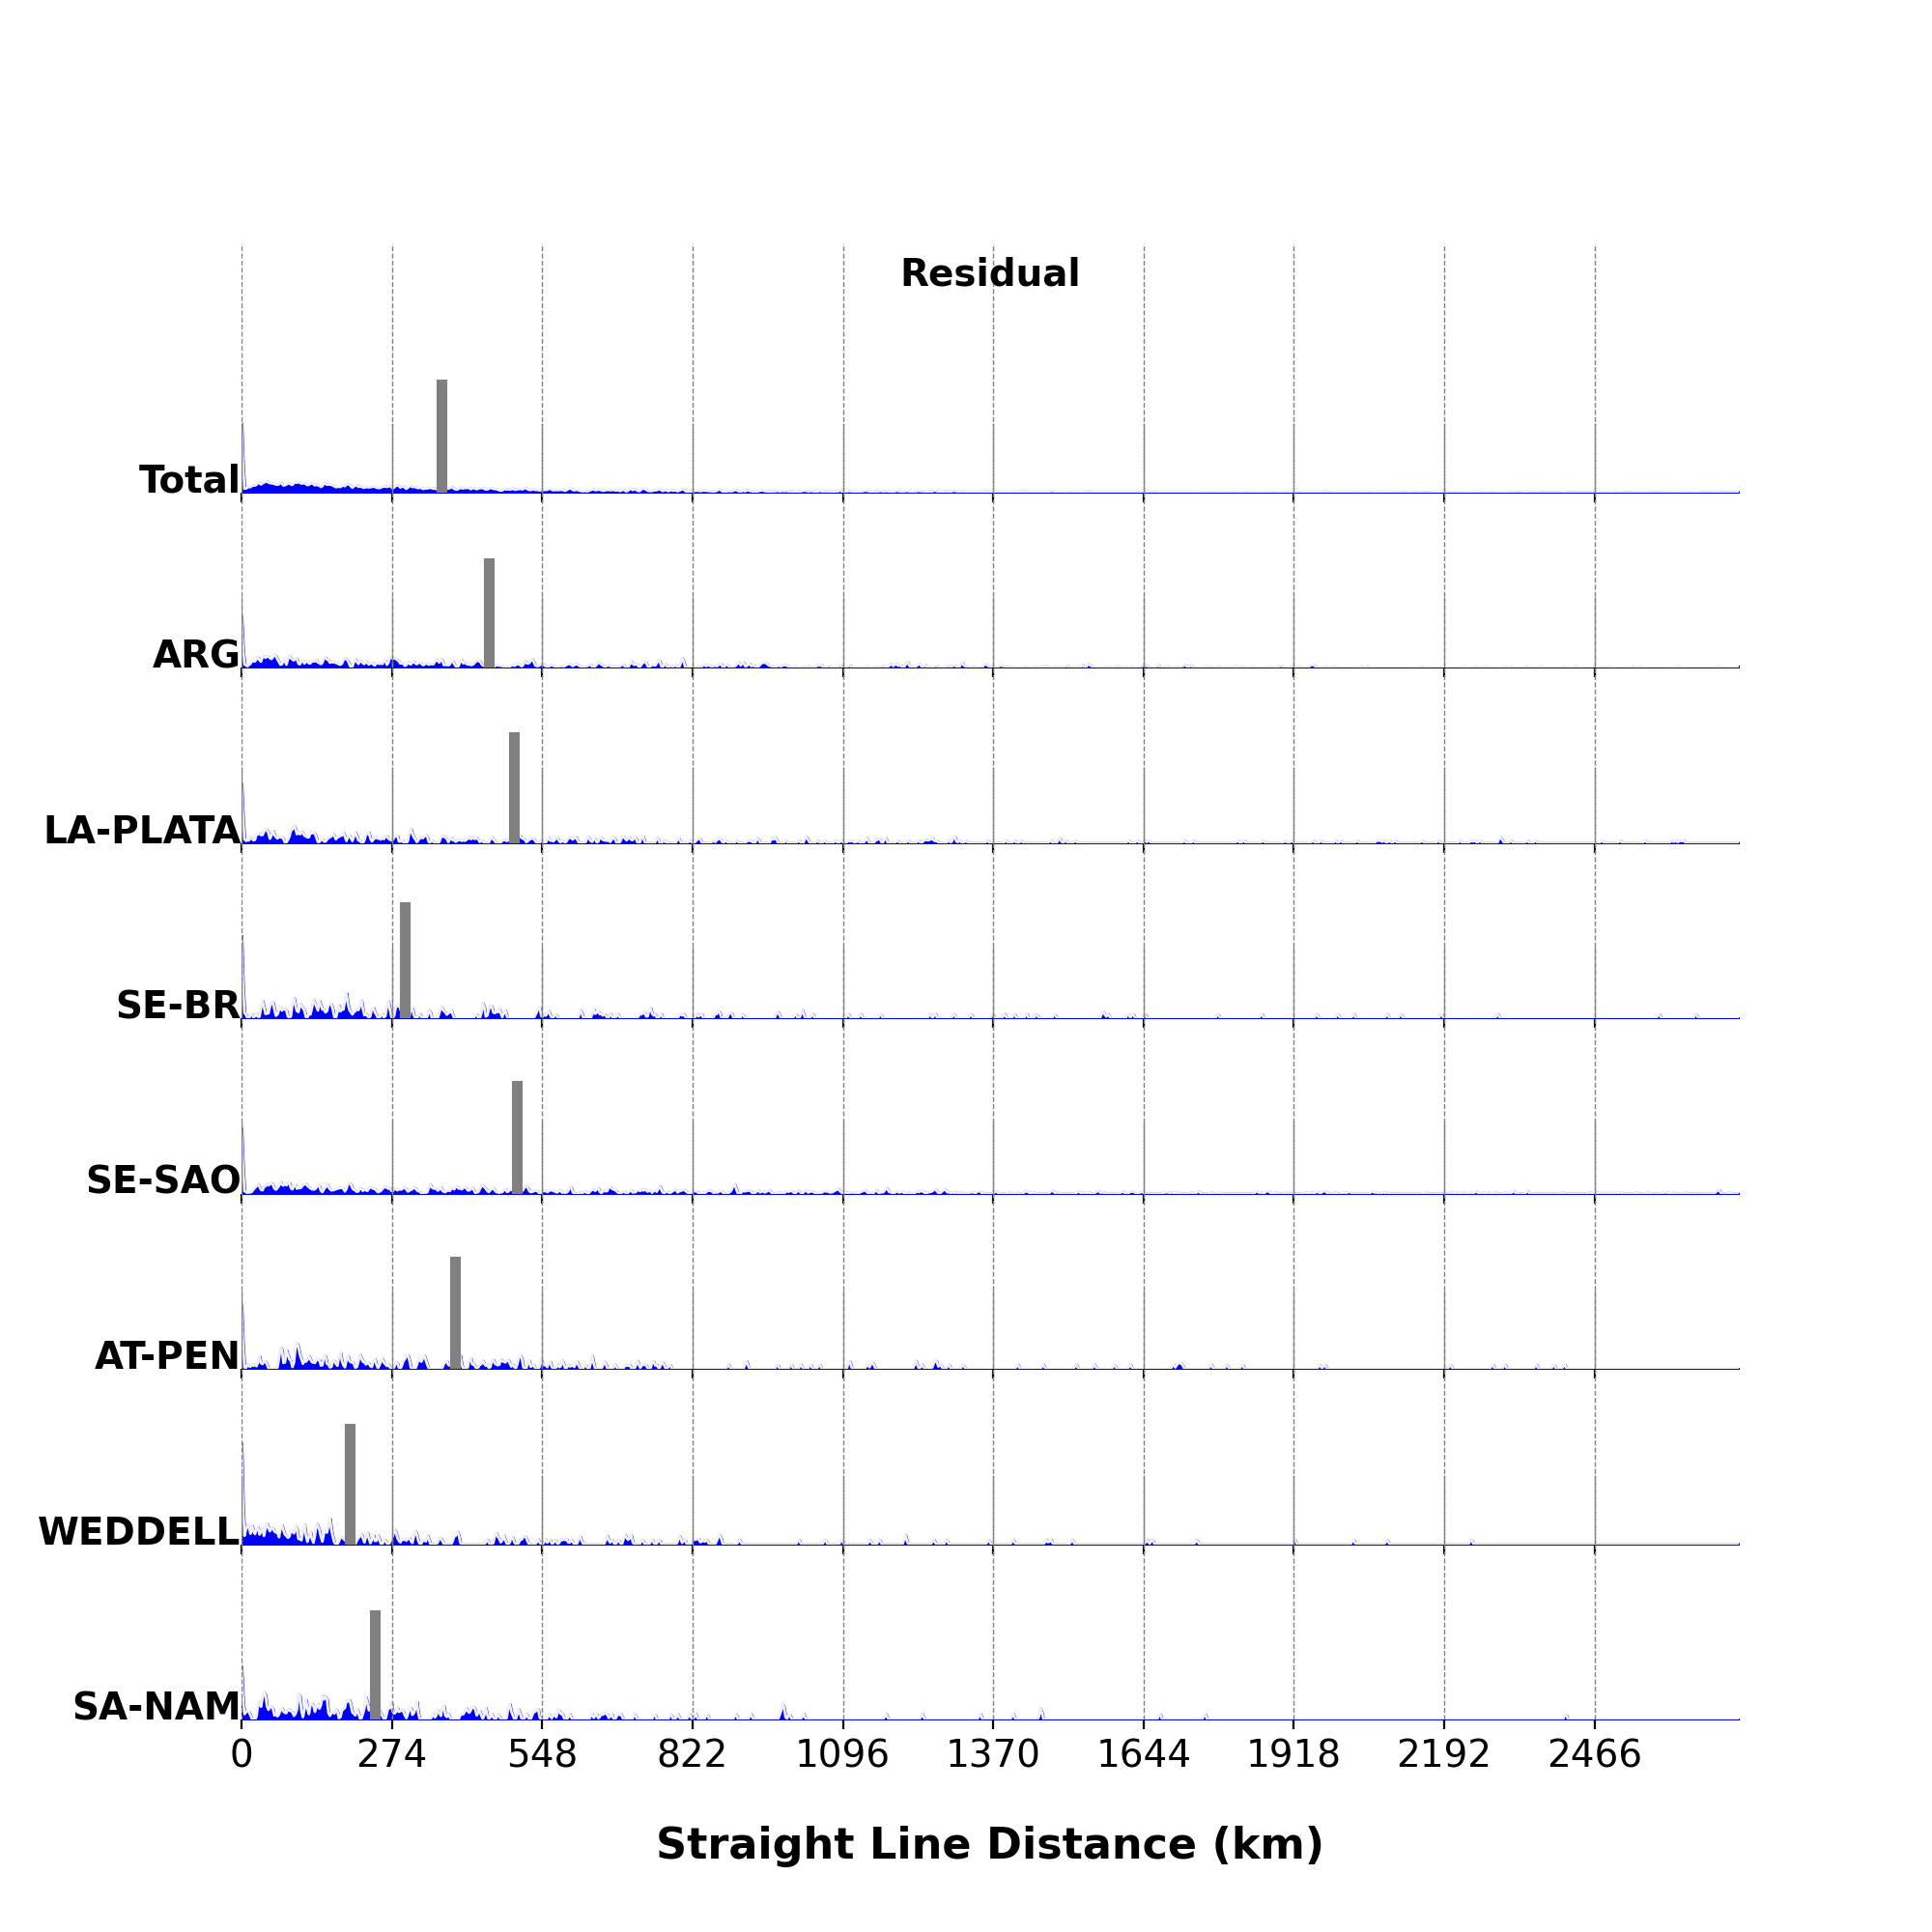 Residual
Total
ARG
LA-PLATA
SE-BR
SE-SAO
AT-PEN
WEDDELL
SA-NAM
0 274 548 822 1096 1370 1644 1918 2192 2466
Straight Line Distance (km)